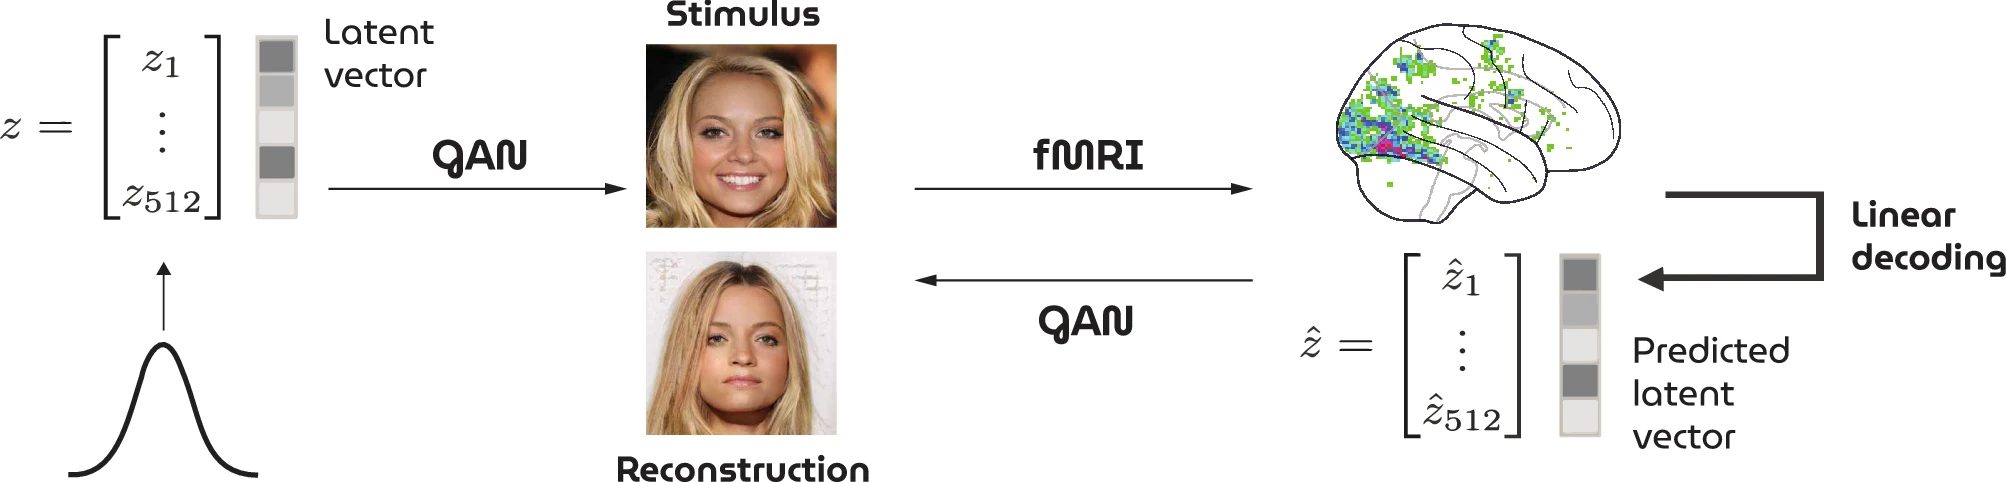 Stimulus
Latent
vector
z =
z1
⋮
z512
GAN
fMRI
Linear
decoding
GAN
ẑ =
ẑ1
⋮
ẑ512
Predicted
latent
vector
Reconstruction